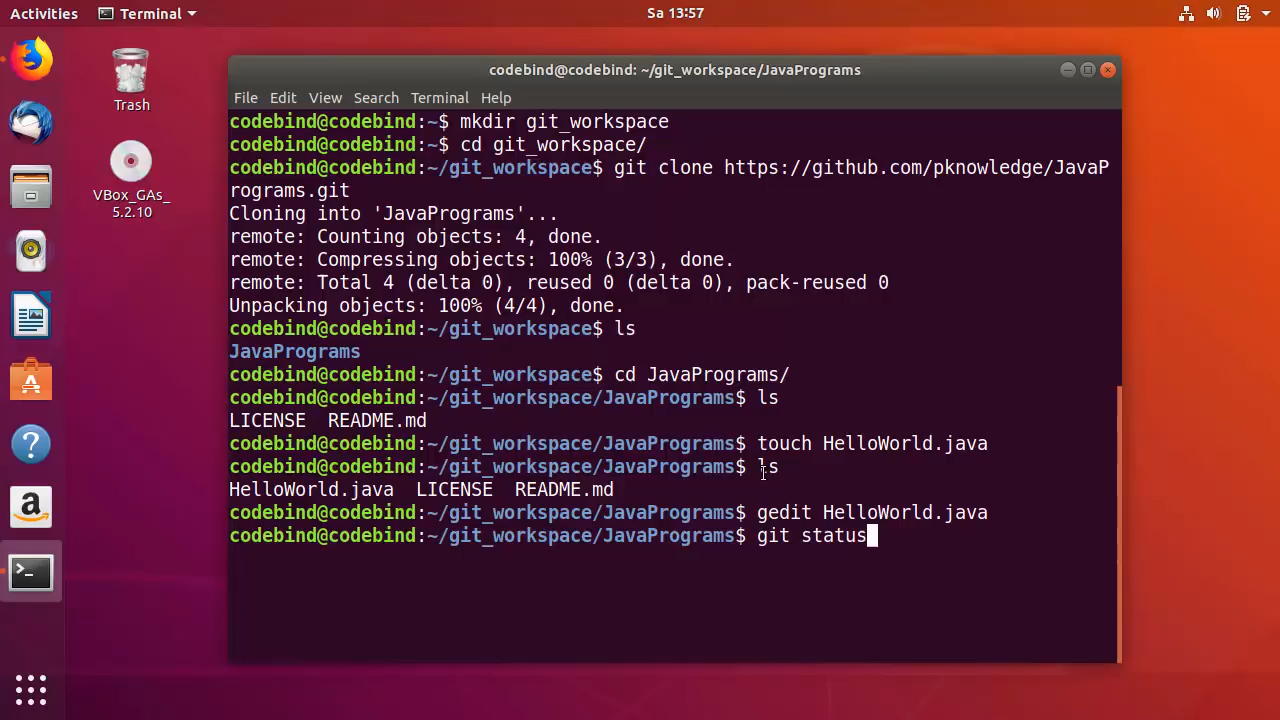 Activities Terminal Sa 13:57
Trash
VBox_GAs_
5.2.10
codebind@codebind: ~/git_workspace/JavaPrograms
File Edit View Search Terminal Help
codebind@codebind:~$ mkdir git_workspace
codebind@codebind:~$ cd git_workspace/
codebind@codebind:~/git_workspace$ git clone https://github.com/pknowledge/JavaP
rograms.git
Cloning into 'JavaPrograms'...
remote: Counting objects: 4, done.
remote: Compressing objects: 100% (3/3), done.
remote: Total 4 (delta 0), reused 0 (delta 0), pack-reused 0
Unpacking objects: 100% (4/4), done.
codebind@codebind:~/git_workspace$ ls
JavaPrograms
codebind@codebind:~/git_workspace$ cd JavaPrograms/
codebind@codebind:~/git_workspace/JavaPrograms$ ls
LICENSE  README.md
codebind@codebind:~/git_workspace/JavaPrograms$ touch HelloWorld.java
codebind@codebind:~/git_workspace/JavaPrograms$ ls
HelloWorld.java  LICENSE  README.md
codebind@codebind:~/git_workspace/JavaPrograms$ gedit HelloWorld.java
codebind@codebind:~/git_workspace/JavaPrograms$ git status